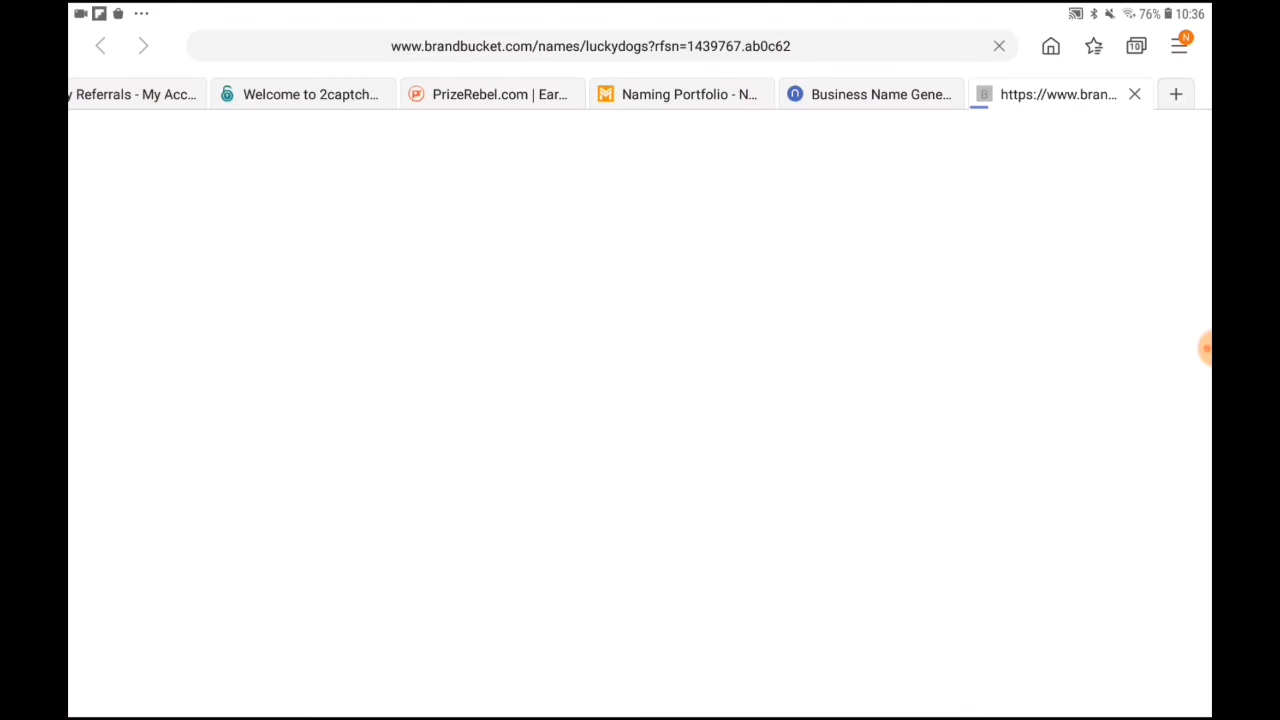 76% 10:36
www.brandbucket.com/names/luckydogs?rfsn=1439767.ab0c62
10
N
y Referrals - My Acc...
Welcome to 2captch...
PrizeRebel.com | Ear...
Naming Portfolio - N...
Business Name Gene...
B https://www.bran...